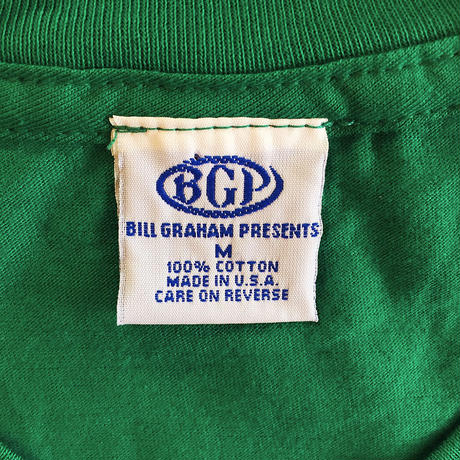 BGP
BILL GRAHAM PRESENTS
M
100% COTTON
MADE IN U.S.A.
CARE ON REVERSE